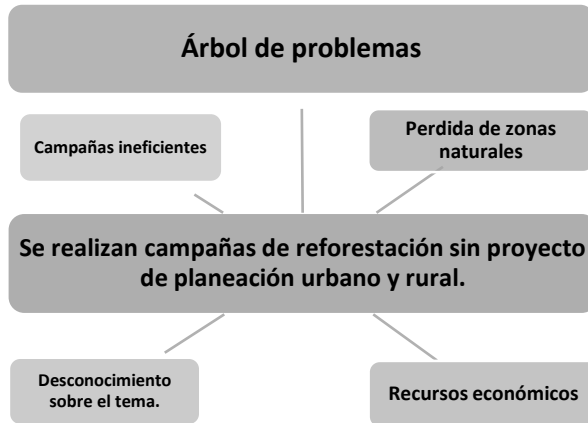 Árbol de problemas
Campañas ineficientes
Perdida de zonas
naturales
Se realizan campañas de reforestación sin proyecto
de planeación urbano y rural.
Desconocimiento
sobre el tema.
Recursos económicos